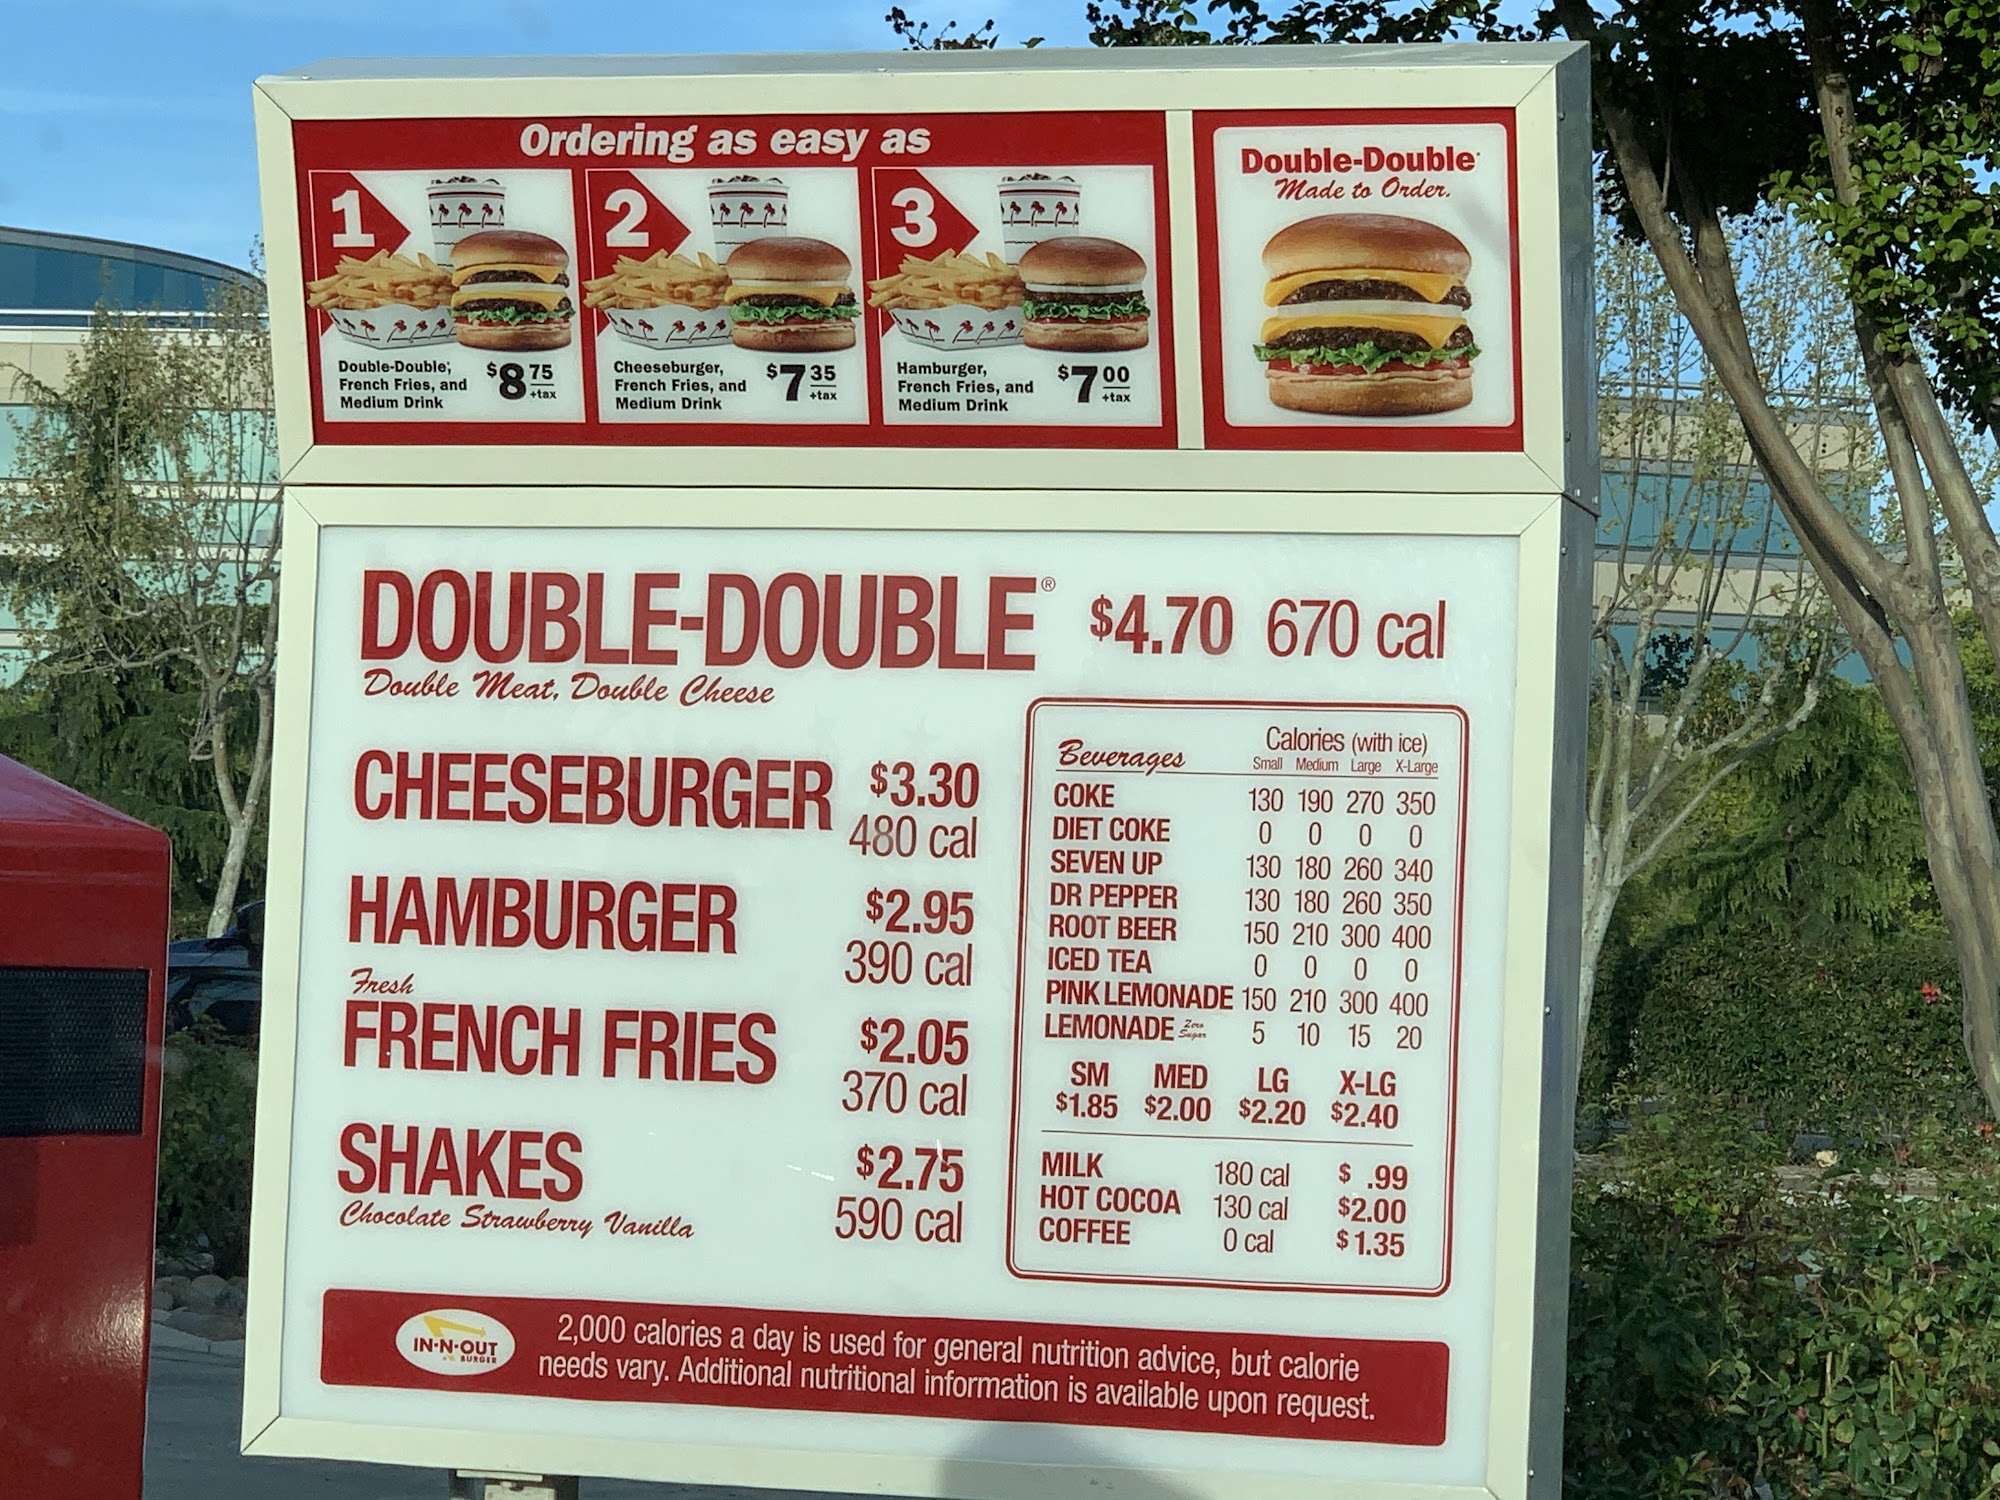 Ordering as easy as
1
Double-Double,®
French Fries, and
Medium Drink
$8 75
+tax
2
Cheeseburger,
French Fries, and
Medium Drink
$7 35
+tax
3
Hamburger,
French Fries, and
Medium Drink
$7 00
+tax
Double-Double®
Made to Order.
DOUBLE-DOUBLE® $4.70 670 cal
Double Meat, Double Cheese
CHEESEBURGER $3.30
480 cal
HAMBURGER $2.95
390 cal
Fresh
FRENCH FRIES $2.05
370 cal
SHAKES $2.75
590 cal
Chocolate Strawberry Vanilla
Beverages Calories (with ice)
Small Medium Large X-Large
COKE 130 190 270 350
DIET COKE 0 0 0 0
SEVEN UP 130 180 260 340
DR PEPPER 130 180 260 350
ROOT BEER 150 210 300 400
ICED TEA 0 0 0 0
PINK LEMONADE 150 210 300 400
LEMONADE Zero Sugar 5 10 15 20
SM MED LG X-LG
$1.85 $2.00 $2.20 $2.40
MILK 180 cal $ .99
HOT COCOA 130 cal $2.00
COFFEE 0 cal $1.35
IN-N-OUT
BURGER
2,000 calories a day is used for general nutrition advice, but calorie
needs vary. Additional nutritional information is available upon request.